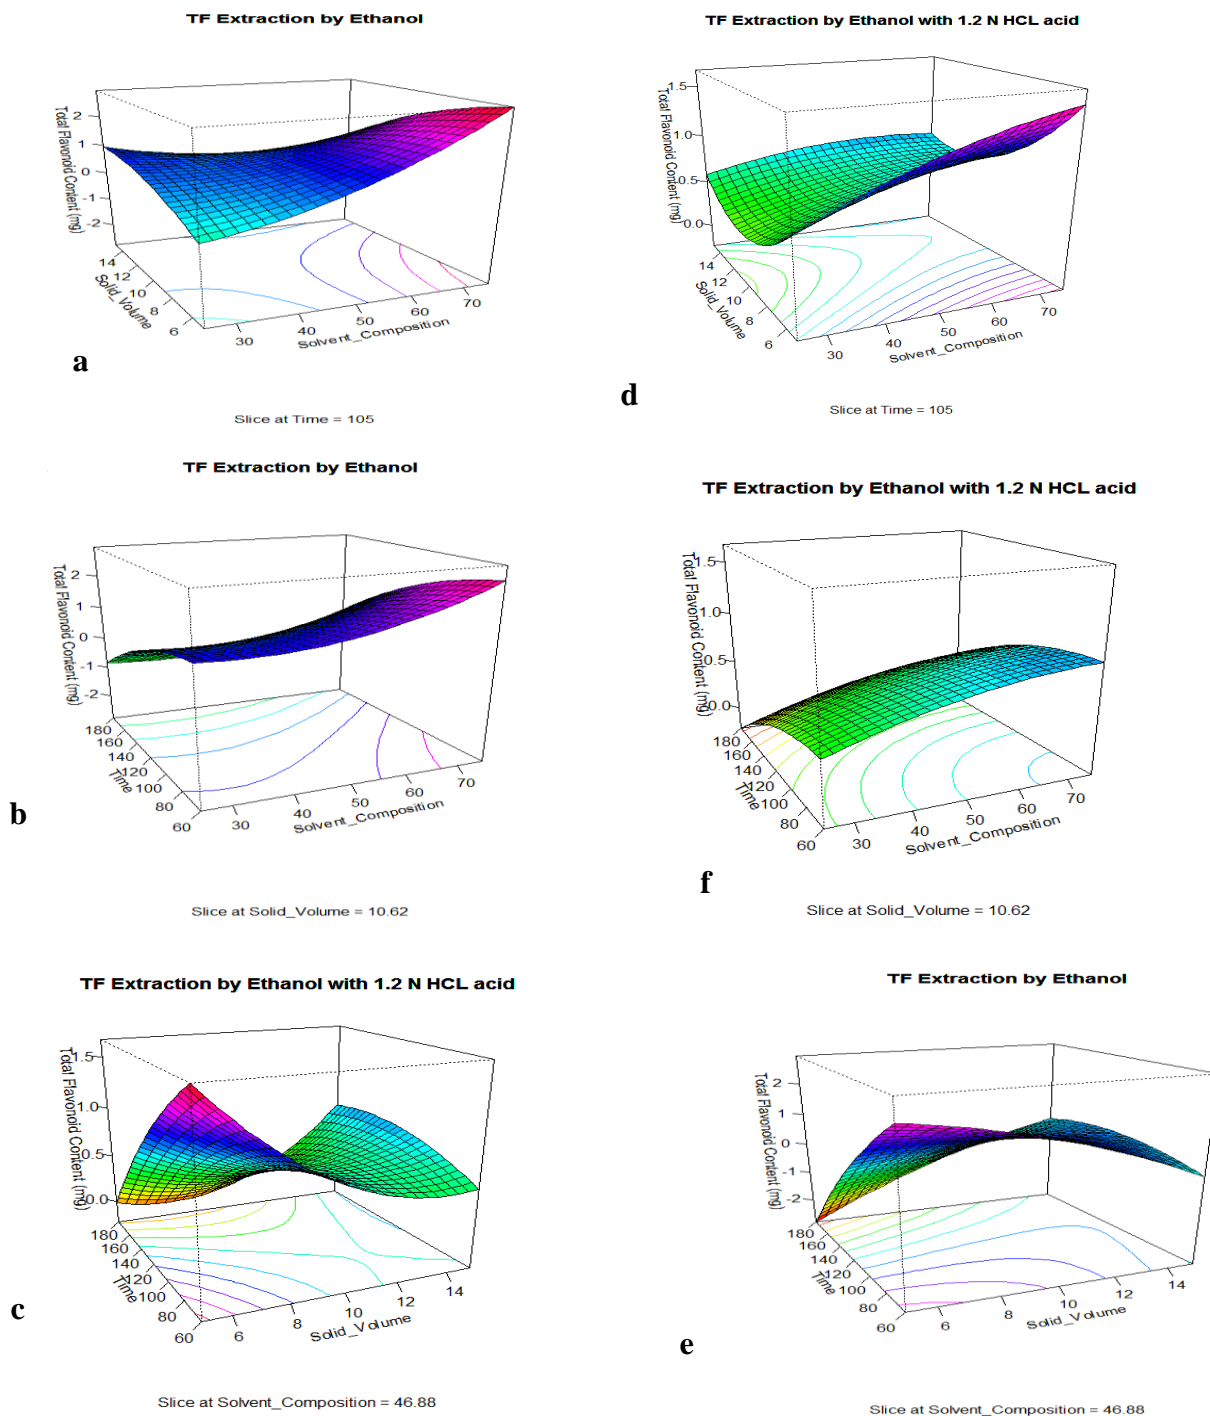 TF Extraction by Ethanol
Total Flavonoid Content (mg)
2
1
0
-1
-2
14
12
10
8
6
Solid_Volume
30
40
50
60
70
Solvent_Composition
a
Slice at Time = 105
TF Extraction by Ethanol with 1.2 N HCL acid
Total Flavonoid Content (mg)
1.5
1.0
0.5
0.0
14
12
10
8
6
Solid_Volume
30
40
50
60
70
Solvent_Composition
d
Slice at Time = 105
TF Extraction by Ethanol
Total Flavonoid Content (mg)
2
1
0
-1
-2
180
160
140
120
100
80
60
Time
30
40
50
60
70
Solvent_Composition
b
Slice at Solid_Volume = 10.62
TF Extraction by Ethanol with 1.2 N HCL acid
Total Flavonoid Content (mg)
1.5
1.0
0.5
0.0
180
160
140
120
100
80
60
Time
30
40
50
60
70
Solvent_Composition
f
Slice at Solid_Volume = 10.62
TF Extraction by Ethanol with 1.2 N HCL acid
Total Flavonoid Content (mg)
1.5
1.0
0.5
0.0
180
160
140
120
100
80
60
Time
6
8
10
12
14
Solid_Volume
c
Slice at Solvent_Composition = 46.88
TF Extraction by Ethanol
Total Flavonoid Content (mg)
2
1
0
-1
-2
180
160
140
120
100
80
60
Time
6
8
10
12
14
Solid_Volume
e
Slice at Solvent_Composition = 46.88